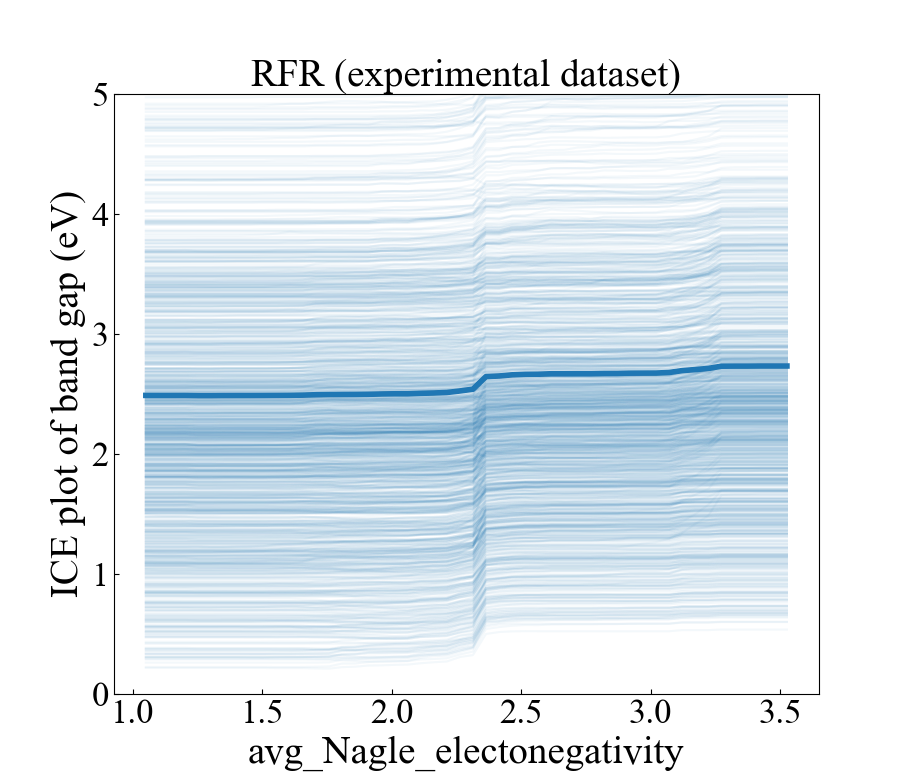 RFR (experimental dataset)
ICE plot of band gap (eV)
5
4
3
2
1
0
1.0 1.5 2.0 2.5 3.0 3.5
avg_Nagle_electonegativity